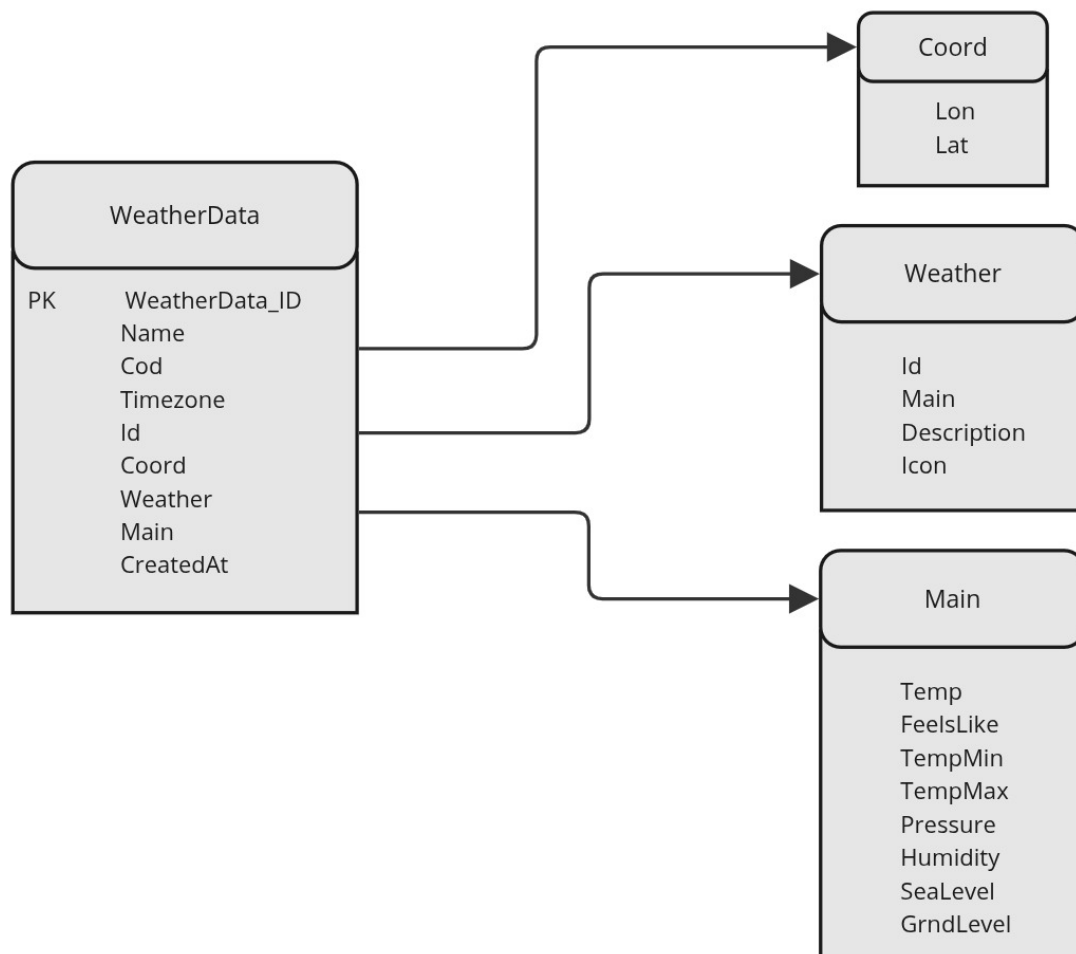 WeatherData
PK WeatherData_ID
Name
Cod
Timezone
Id
Coord
Weather
Main
CreatedAt
Coord
Lon
Lat
Weather
Id
Main
Description
Icon
Main
Temp
FeelsLike
TempMin
TempMax
Pressure
Humidity
SeaLevel
GrndLevel